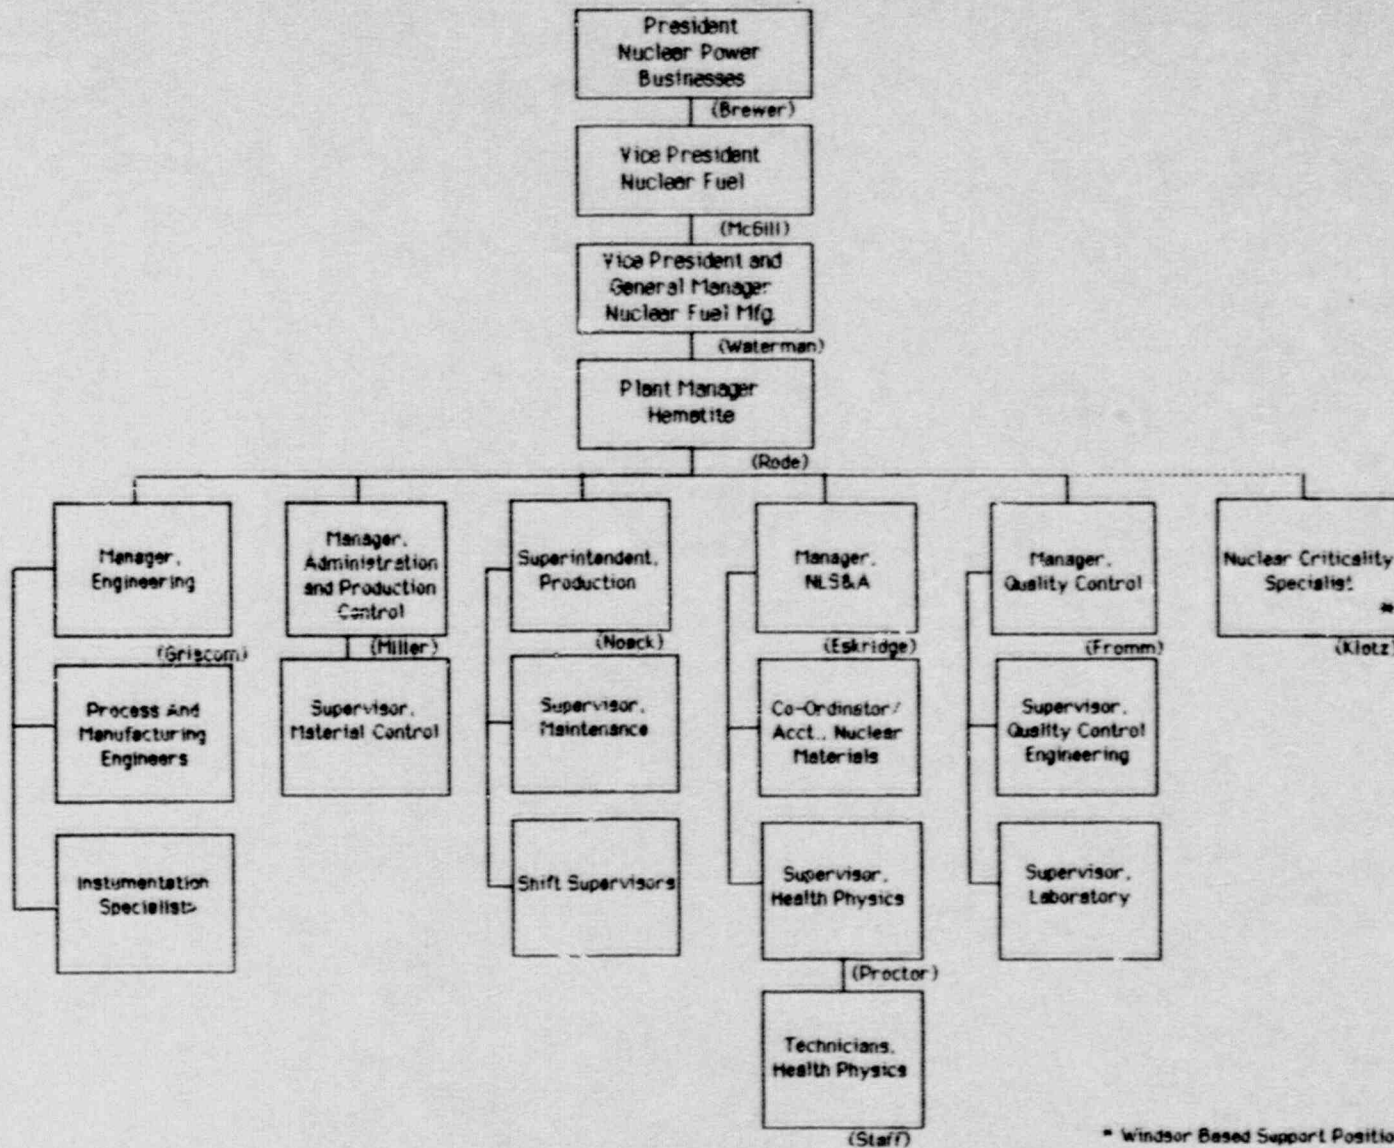 President
Nuclear Power
Businesses
(Brewer)
Vice President
Nuclear Fuel
(McGill)
Vice President and
General Manager
Nuclear Fuel Mfg.
(Waterman)
Plant Manager
Hematite
(Rode)
Manager,
Engineering
(Griscom)
Process And
Manufacturing
Engineers
Instumentation
Specialists
Manager,
Administration
and Production
Control
(Miller)
Supervisor,
Material Control
Superintendent,
Production
(Noack)
Supervisor,
Maintenance
Shift Supervisors
Manager,
NLS&A
(Eskridge)
Co-Ordinator/
Acct., Nuclear
Materials
Supervisor,
Health Physics
(Proctor)
Technicians,
Health Physics
(Staff)
Manager,
Quality Control
(Fromm)
Supervisor,
Quality Control
Engineering
Supervisor,
Laboratory
Nuclear Criticality
Specialist
*
(Klotz)
* Windsor Based Support Positio